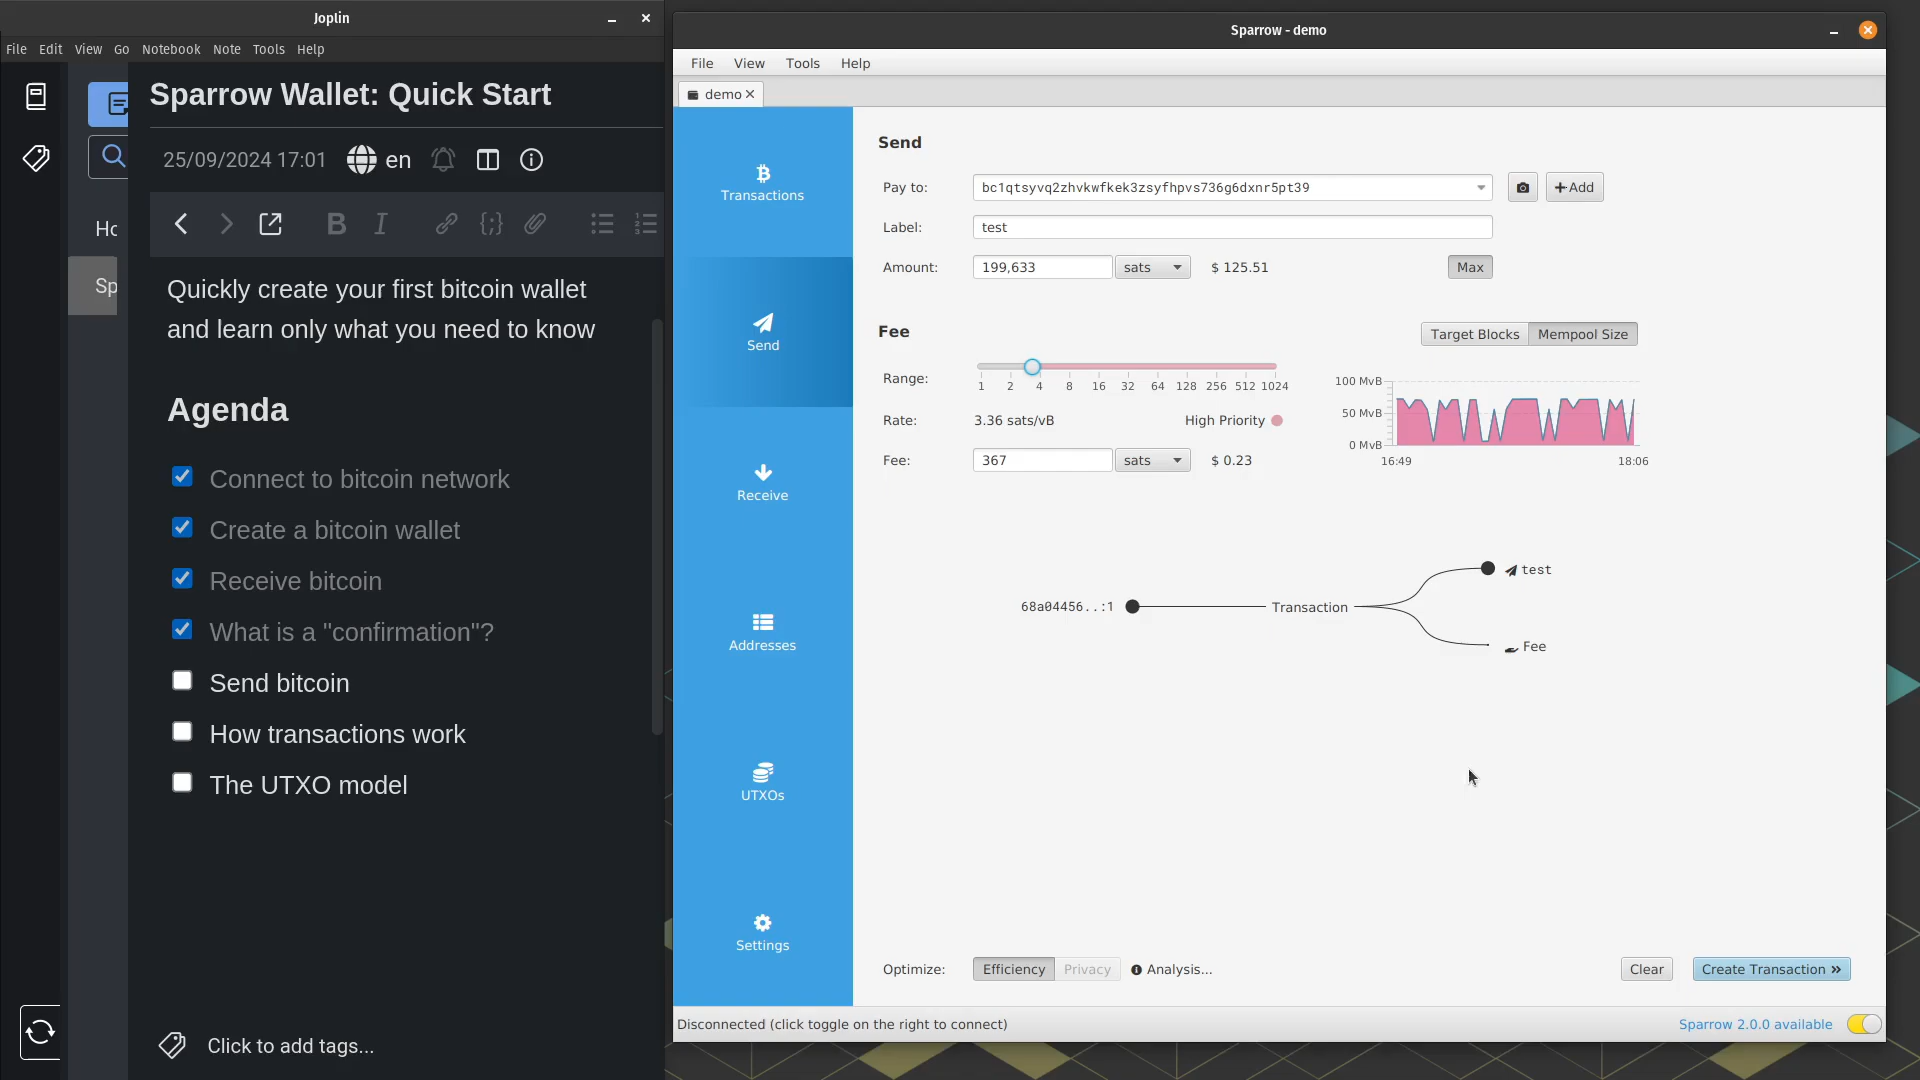 Joplin
File Edit View Go Notebook Note Tools Help
Sparrow Wallet: Quick Start
25/09/2024 17:01 en
B I
Quickly create your first bitcoin wallet
and learn only what you need to know
Agenda
Connect to bitcoin network
Create a bitcoin wallet
Receive bitcoin
What is a "confirmation"?
Send bitcoin
How transactions work
The UTXO model
Click to add tags...
Ho
Sp
Sparrow - demo
File View Tools Help
demo
Transactions
Send
Receive
Addresses
UTXOs
Settings
Send
Pay to: bc1qtsyvq2zhvkwfkek3zsyfhpvs736g6dxnr5pt39 +Add
Label: test
Amount: 199,633 sats $ 125.51 Max
Fee
Target Blocks Mempool Size
Range:
1 2 4 8 16 32 64 128 256 512 1024
Rate: 3.36 sats/vB High Priority
Fee: 367 sats $ 0.23
100 MvB
50 MvB
0 MvB
16:49 18:06
68a04456..:1 Transaction test
Fee
Optimize: Efficiency Privacy Analysis... Clear Create Transaction »
Disconnected (click toggle on the right to connect) Sparrow 2.0.0 available